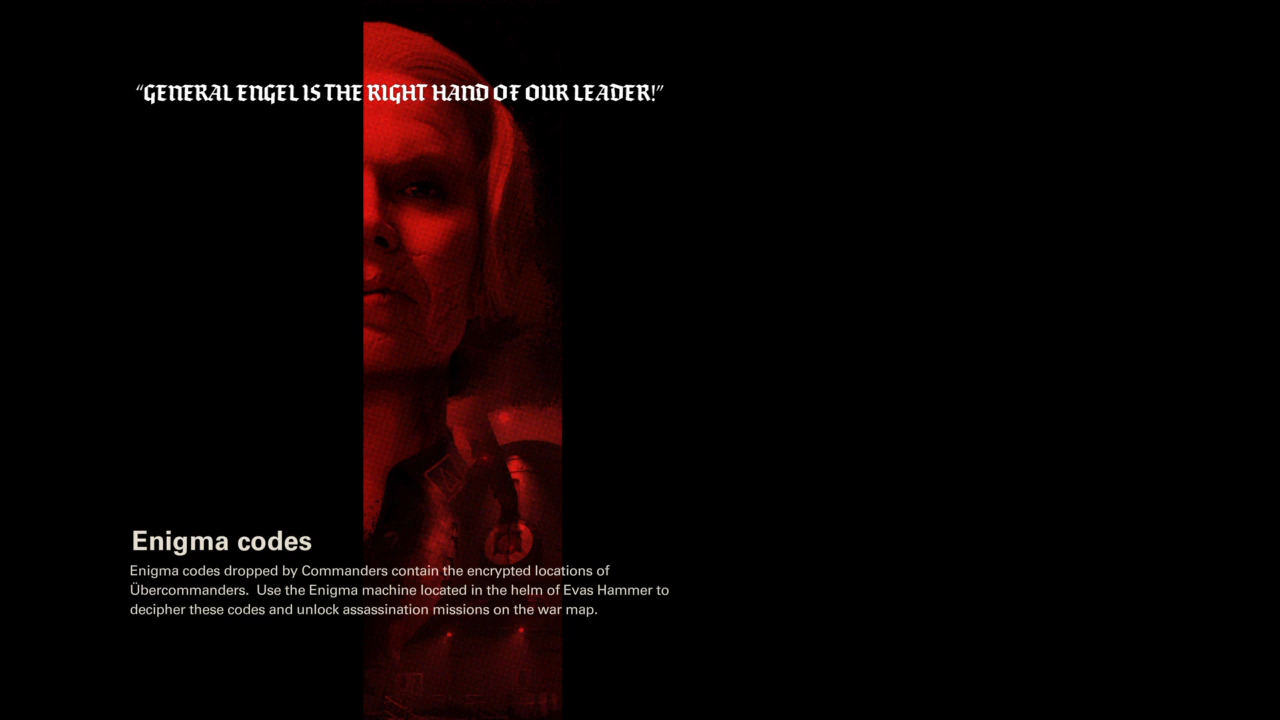 “GENERAL ENGEL IS THE RIGHT HAND OF OUR LEADER!”
Enigma codes
Enigma codes dropped by Commanders contain the encrypted locations of
Übercommanders.  Use the Enigma machine located in the helm of Evas Hammer to
decipher these codes and unlock assassination missions on the war map.